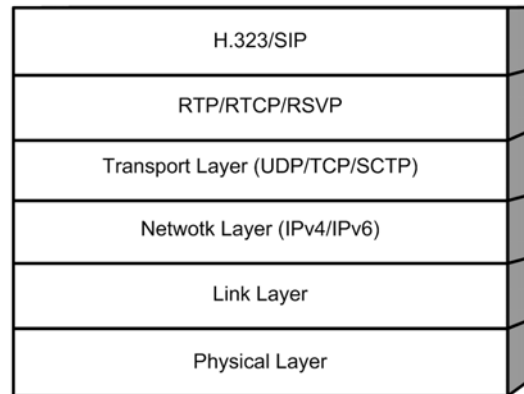 H.323/SIP
RTP/RTCP/RSVP
Transport Layer (UDP/TCP/SCTP)
Netwotk Layer (IPv4/IPv6)
Link Layer
Physical Layer